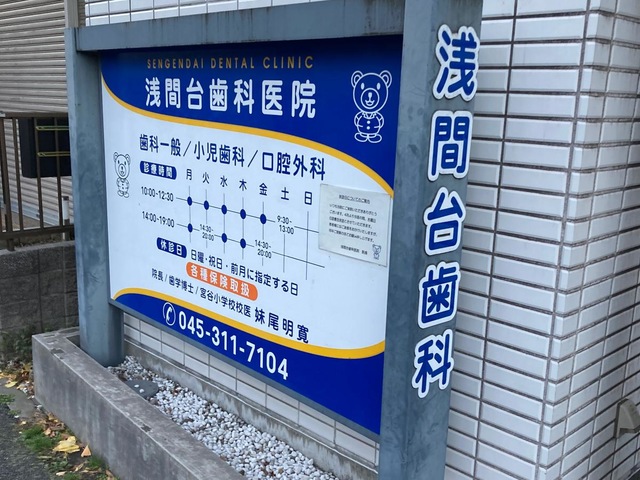 SENGENDAI DENTAL CLINIC
浅間台歯科医院
歯科一般／小児歯科／口腔外科
診療時間 月 火 水 木 金 土 日
10:00-12:30 9:30-13:00
14:00-19:00 14:30-20:00 14:30-20:00
休診日 日曜・祝日・前月に指定する日
各種保険取扱
院長／歯学博士／宮谷小学校校医 妹尾明寛
045-311-7104
浅間台歯科